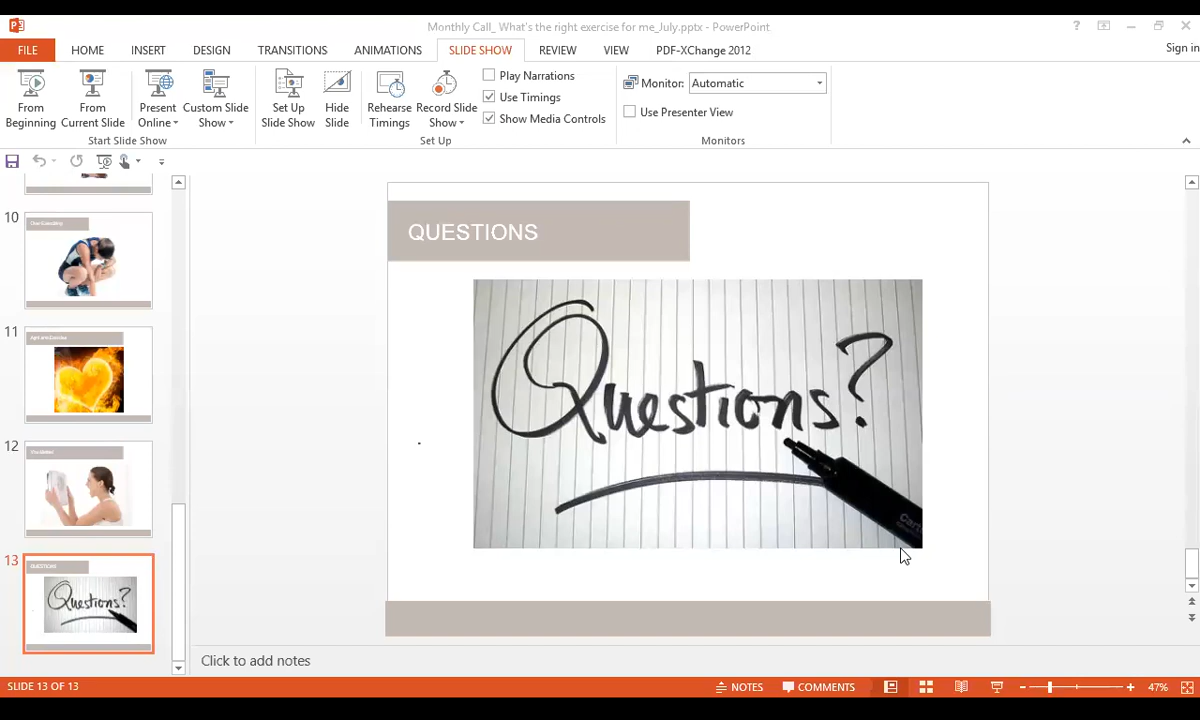 Monthly Call_ What's the right exercise for me_July.pptx - PowerPoint
?
FILE HOME INSERT DESIGN TRANSITIONS ANIMATIONS SLIDE SHOW REVIEW VIEW PDF-XChange 2012 Sign in
From Beginning
From Current Slide
Present Online
Custom Slide Show
Start Slide Show
Set Up Slide Show
Hide Slide
Rehearse Timings
Record Slide Show
Play Narrations
Use Timings
Show Media Controls
Set Up
Monitor: Automatic
Use Presenter View
Monitors
10
11
12
13
QUESTIONS
Questions?
QUESTIONS
Questions?
Click to add notes
SLIDE 13 OF 13 NOTES COMMENTS 47%